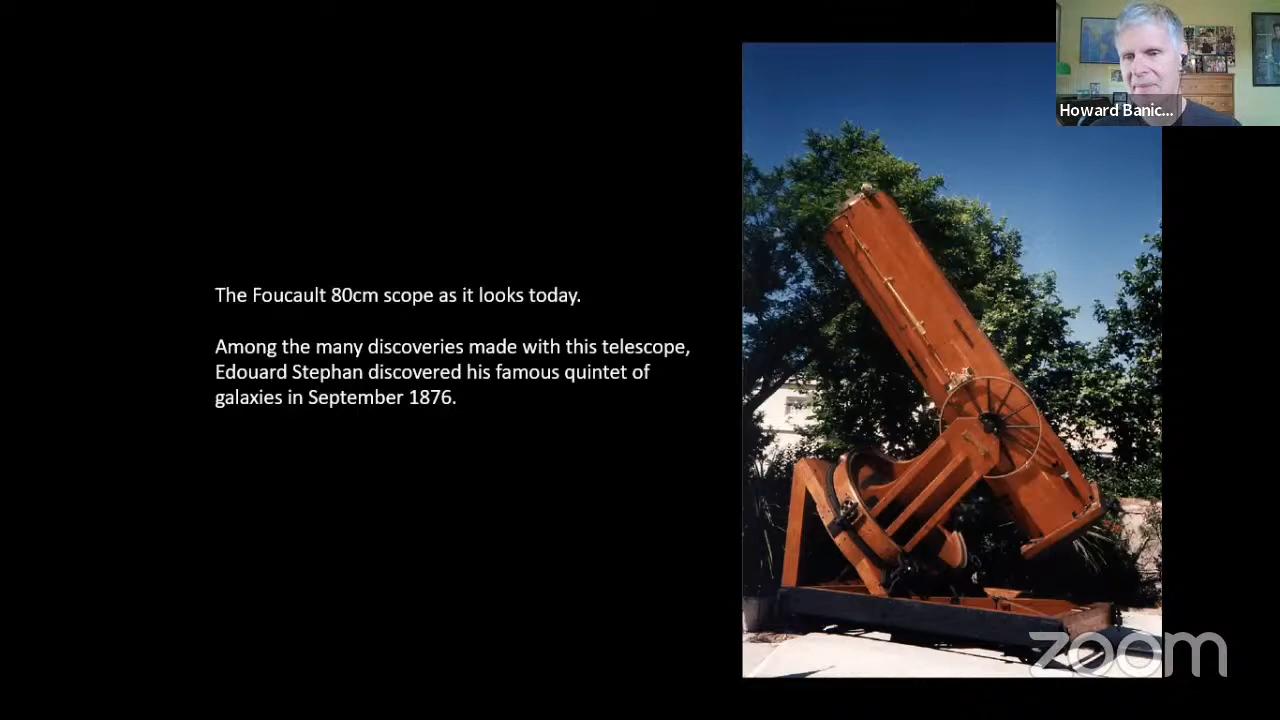 Howard Banic...
The Foucault 80cm scope as it looks today.
Among the many discoveries made with this telescope,
Edouard Stephan discovered his famous quintet of
galaxies in September 1876.
zoom